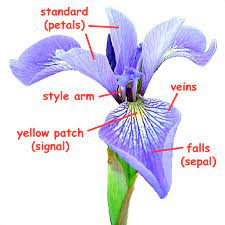 standard
(petals)
style arm
veins
yellow patch
(signal)
falls
(sepal)